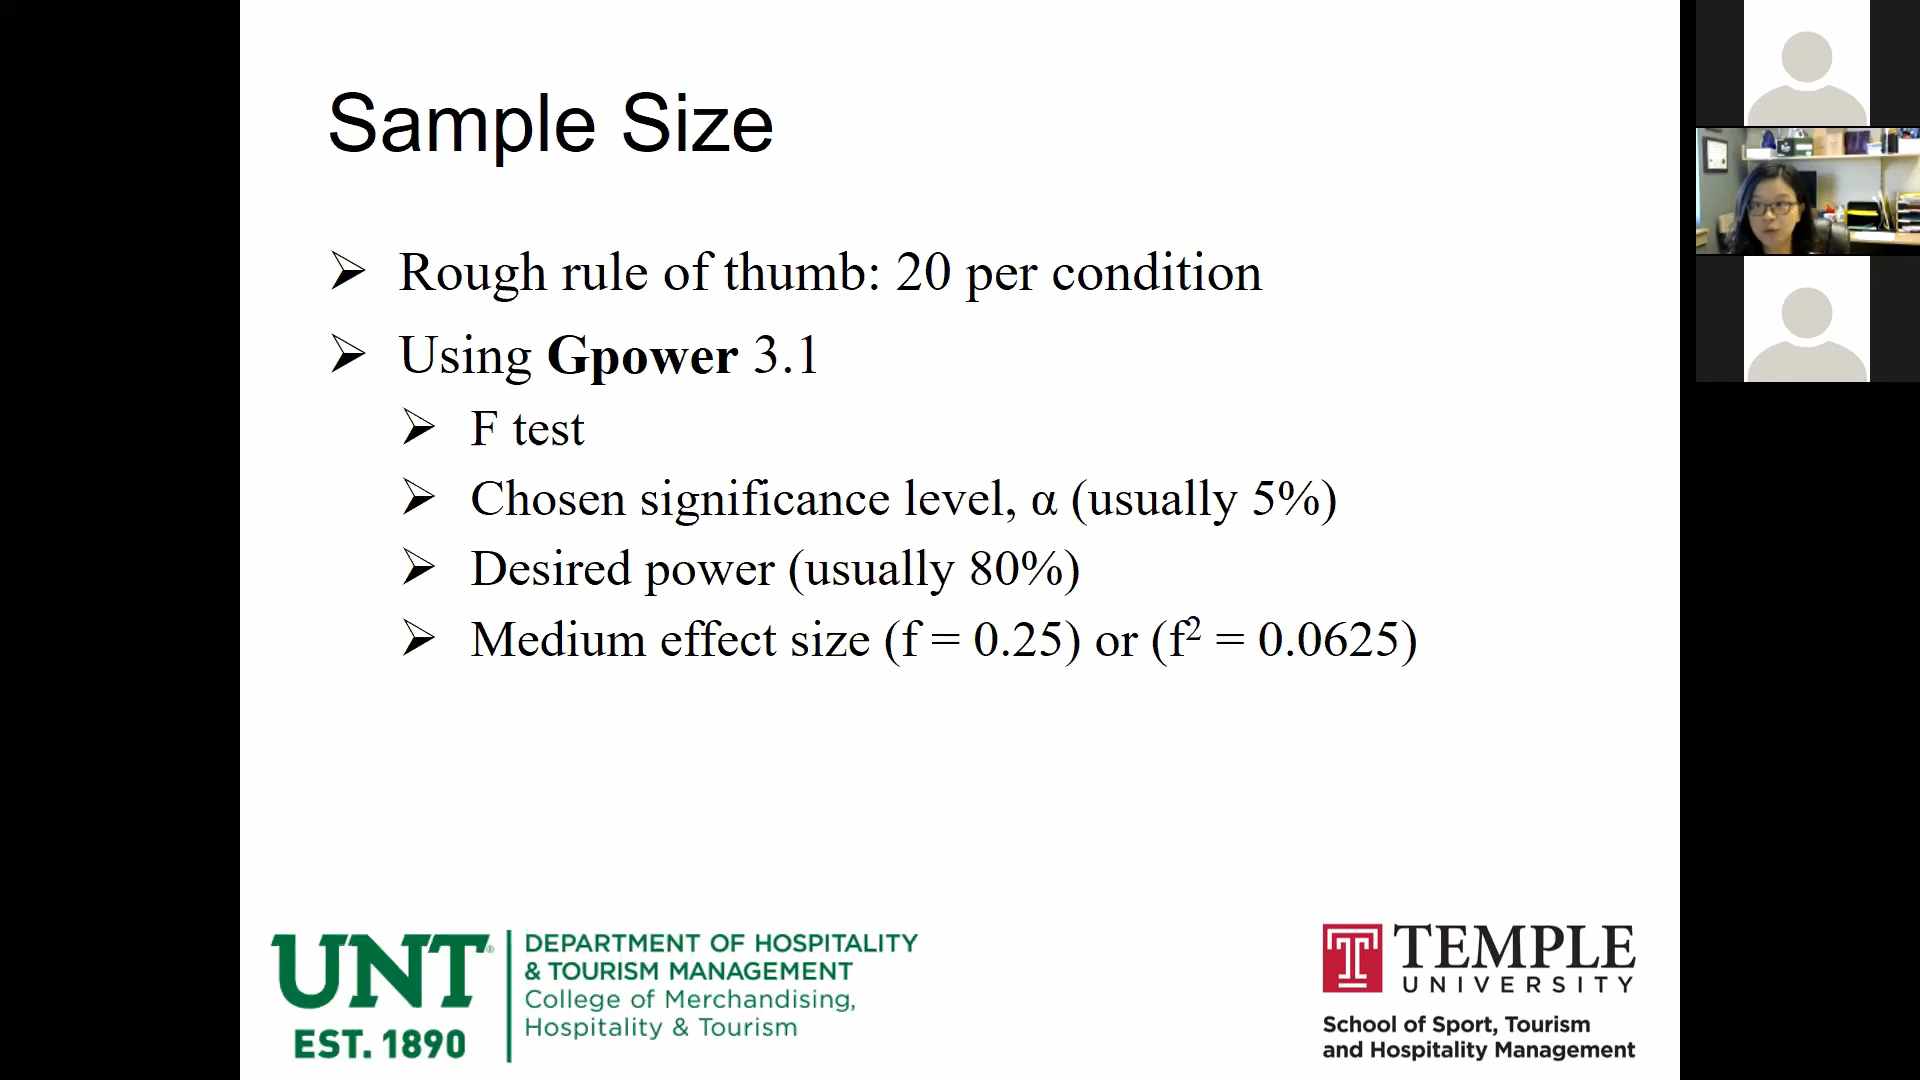 Sample Size
➢ Rough rule of thumb: 20 per condition
➢ Using Gpower 3.1
➢ F test
➢ Chosen significance level, α (usually 5%)
➢ Desired power (usually 80%)
➢ Medium effect size (f = 0.25) or (f² = 0.0625)
UNT®
EST. 1890
DEPARTMENT OF HOSPITALITY
& TOURISM MANAGEMENT
College of Merchandising,
Hospitality & Tourism
T TEMPLE
UNIVERSITY
School of Sport, Tourism
and Hospitality Management